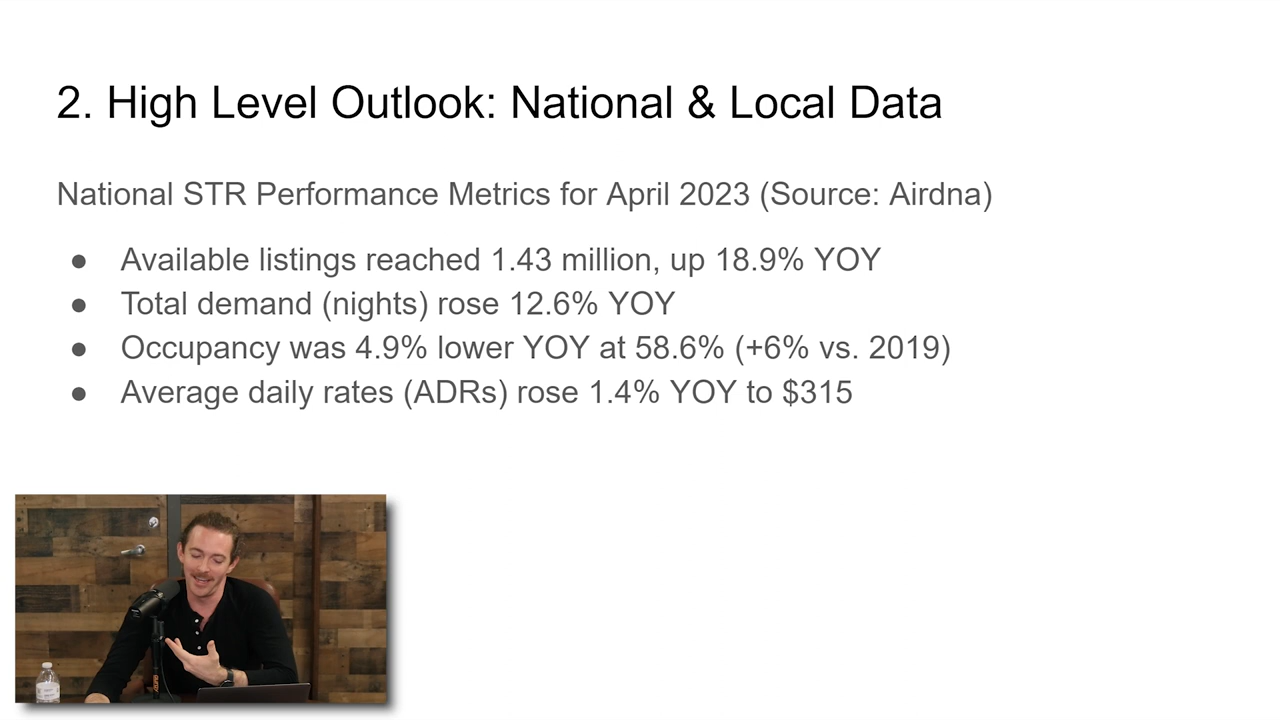 2. High Level Outlook: National & Local Data
National STR Performance Metrics for April 2023 (Source: Airdna)
● Available listings reached 1.43 million, up 18.9% YOY
● Total demand (nights) rose 12.6% YOY
● Occupancy was 4.9% lower YOY at 58.6% (+6% vs. 2019)
● Average daily rates (ADRs) rose 1.4% YOY to $315